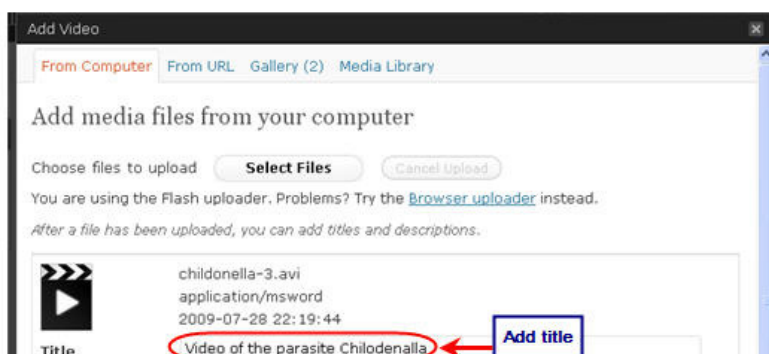 Add Video
From Computer From URL Gallery (2) Media Library
Add media files from your computer
Choose files to upload Select Files Cancel Upload
You are using the Flash uploader. Problems? Try the Browser uploader instead.
After a file has been uploaded, you can add titles and descriptions.
childonella-3.avi
application/msword
2009-07-28 22:19:44
Title Video of the parasite Chilodenalla Add title